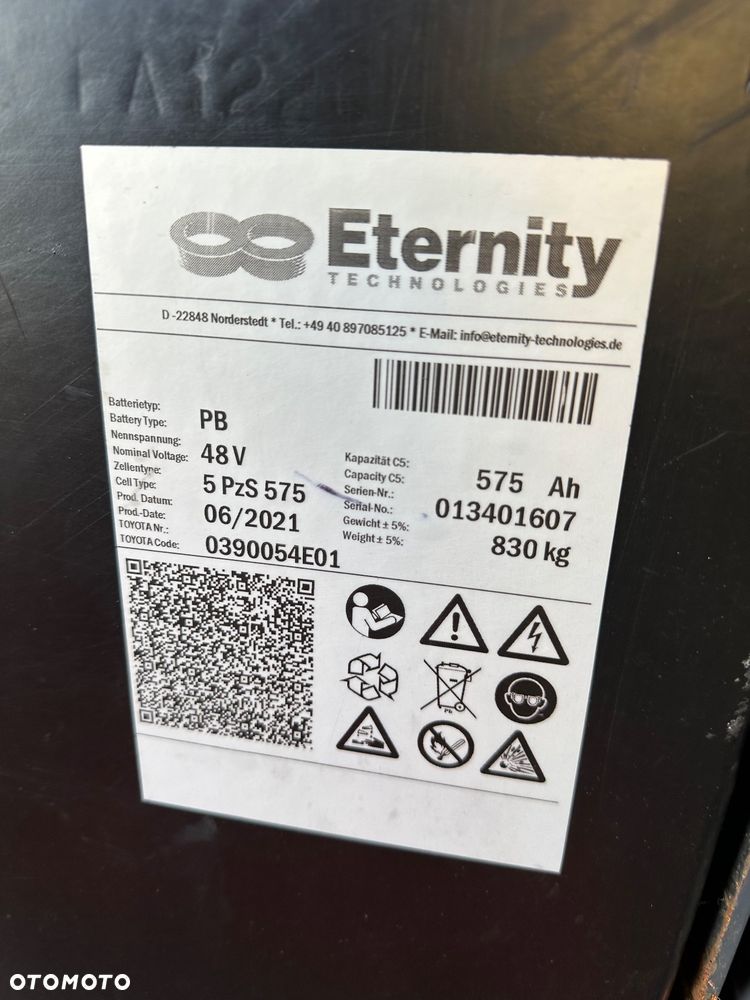 Eternity
TECHNOLOGIES
D -22848 Norderstedt * Tel.: +49 40 897085125 * E-Mail: info@eternity-technologies.de
Batterietyp:
Battery Type: PB
Nennspannung:
Nominal Voltage: 48 V
Zellentype:
Cell Type: 5 PzS 575
Prod. Datum:
Prod.-Date: 06/2021
TOYOTA Nr.:
TOYOTA Code: 0390054E01
Kapazität C5:
Capacity C5: 575 Ah
Serien-Nr.:
Serial-No.: 013401607
Gewicht ± 5%:
Weight ± 5%: 830 kg
Pb
OTOMOTO